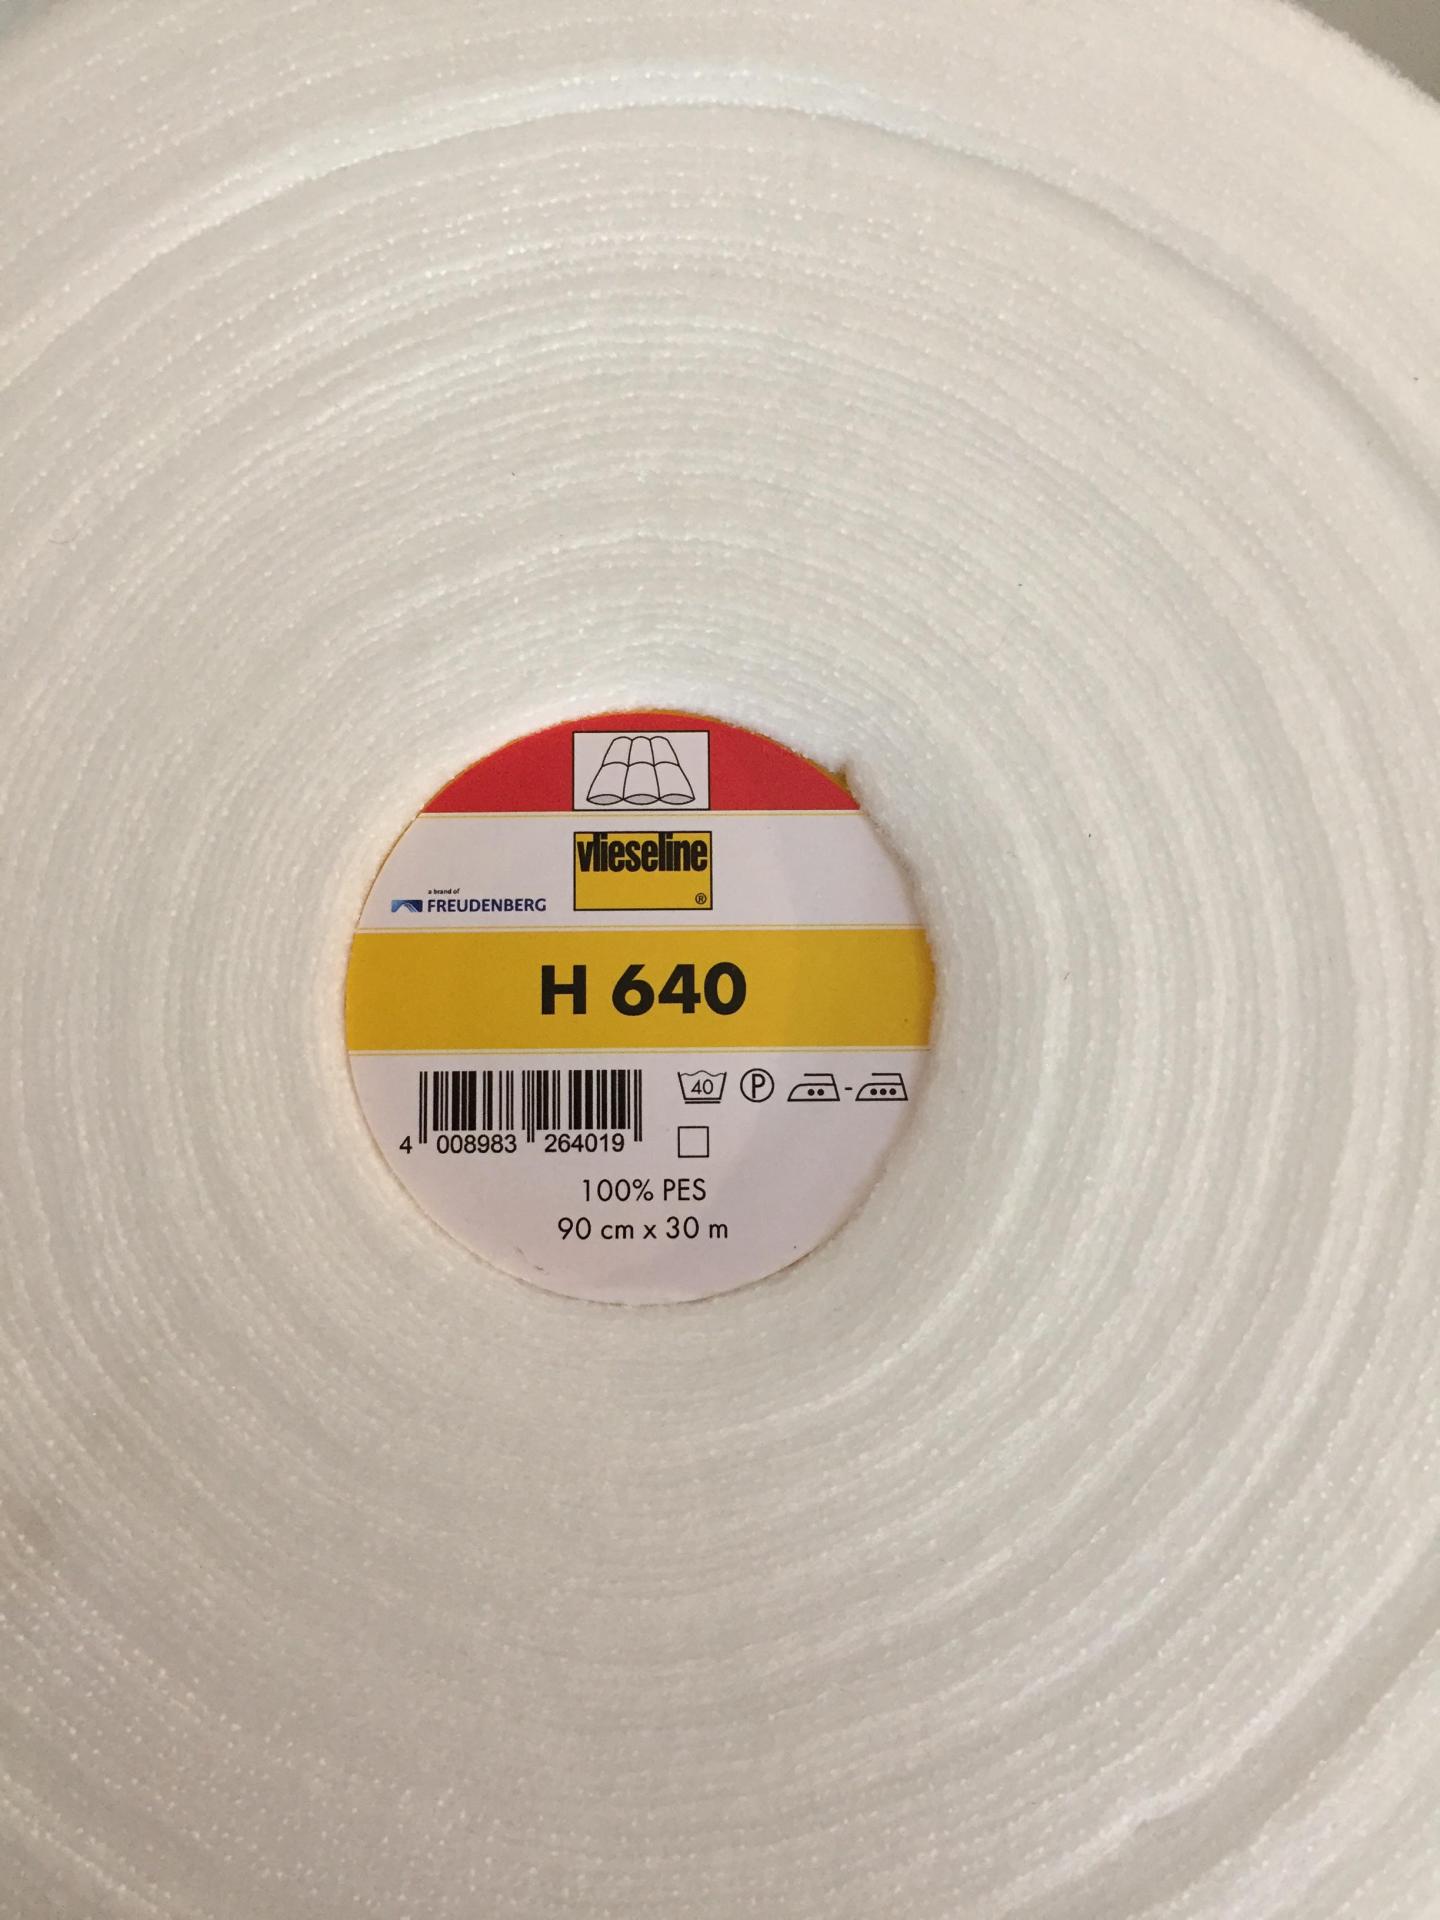 vlieseline
®
a brand of
FREUDENBERG
H 640
40 P
4 008983 264019
100% PES
90 cm x 30 m